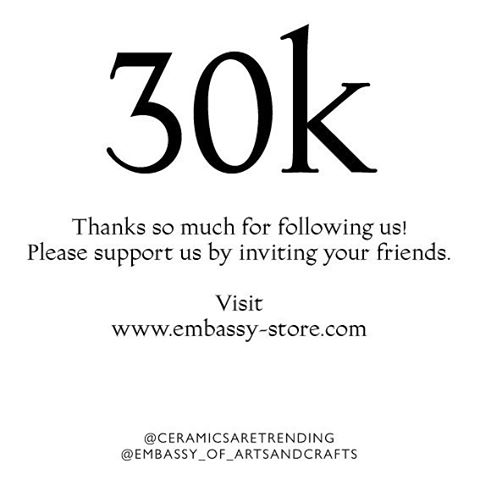 30k
Thanks so much for following us!
Please support us by inviting your friends.
Visit
www.embassy-store.com
@CERAMICSARETRENDING
@EMBASSY_OF_ARTSANDCRAFTS